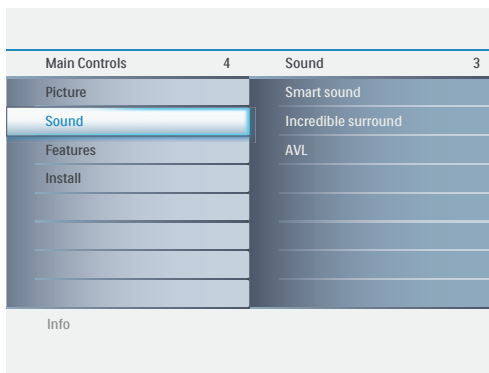 Main Controls 4
Sound 3
Picture
Sound
Features
Install
Smart sound
Incredible surround
AVL
Info